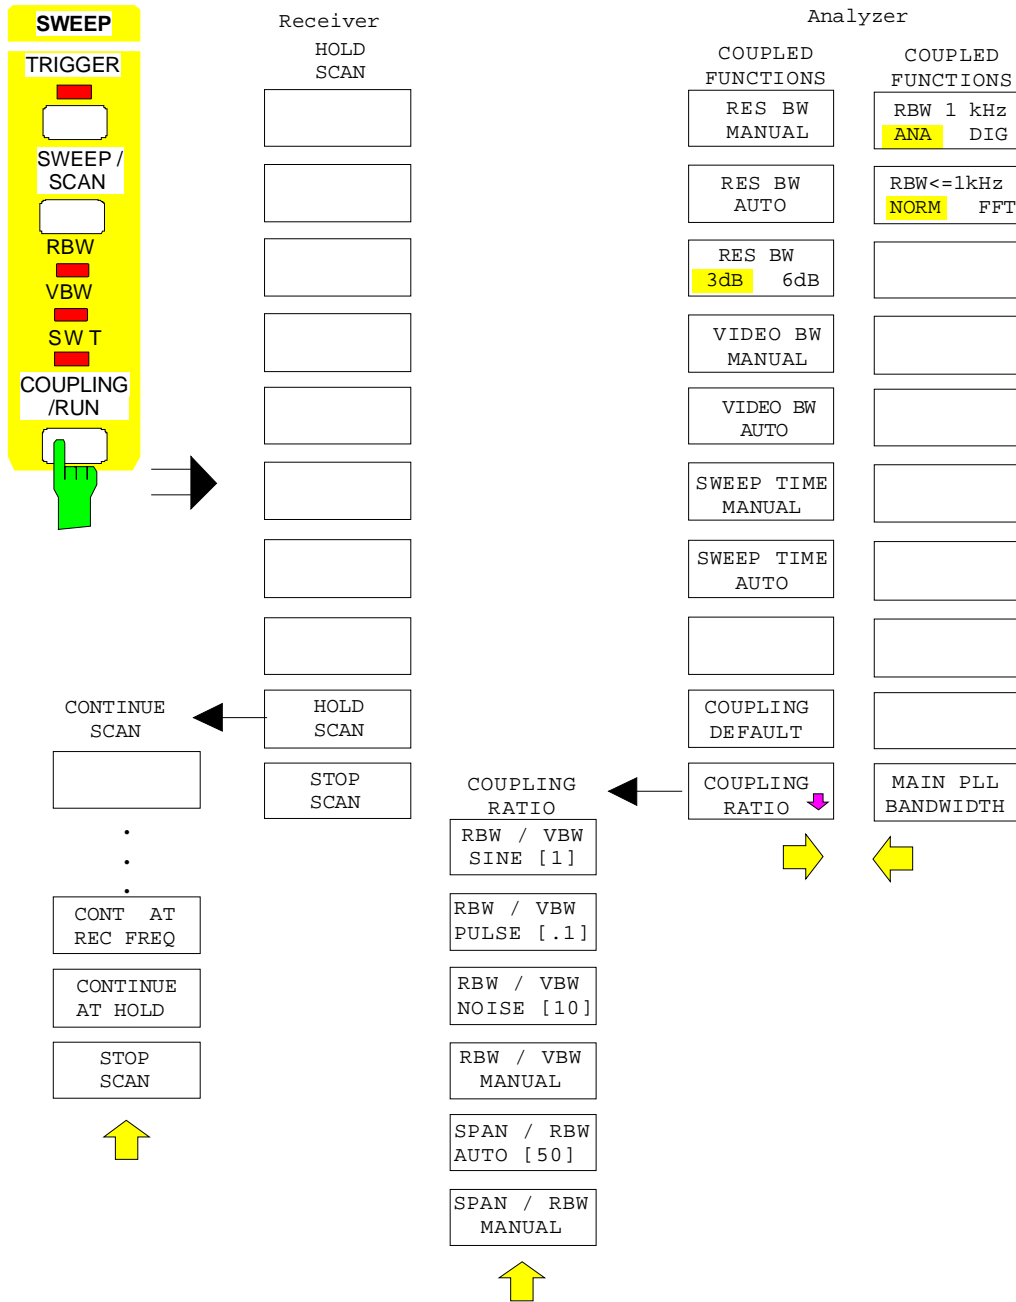 SWEEP
TRIGGER
SWEEP /
SCAN
RBW
VBW
SWT
COUPLING
/RUN
Receiver
HOLD
SCAN
HOLD
SCAN
STOP
SCAN
CONTINUE
SCAN
.
.
.
CONT AT
REC FREQ
CONTINUE
AT HOLD
STOP
SCAN
Analyzer
COUPLED
FUNCTIONS
RES BW
MANUAL
RES BW
AUTO
RES BW
3dB 6dB
VIDEO BW
MANUAL
VIDEO BW
AUTO
SWEEP TIME
MANUAL
SWEEP TIME
AUTO
COUPLING
DEFAULT
COUPLING
RATIO
COUPLING
RATIO
RBW / VBW
SINE [1]
RBW / VBW
PULSE [.1]
RBW / VBW
NOISE [10]
RBW / VBW
MANUAL
SPAN / RBW
AUTO [50]
SPAN / RBW
MANUAL
COUPLED
FUNCTIONS
RBW 1 kHz
ANA DIG
RBW<=1kHz
NORM FFT
MAIN PLL
BANDWIDTH